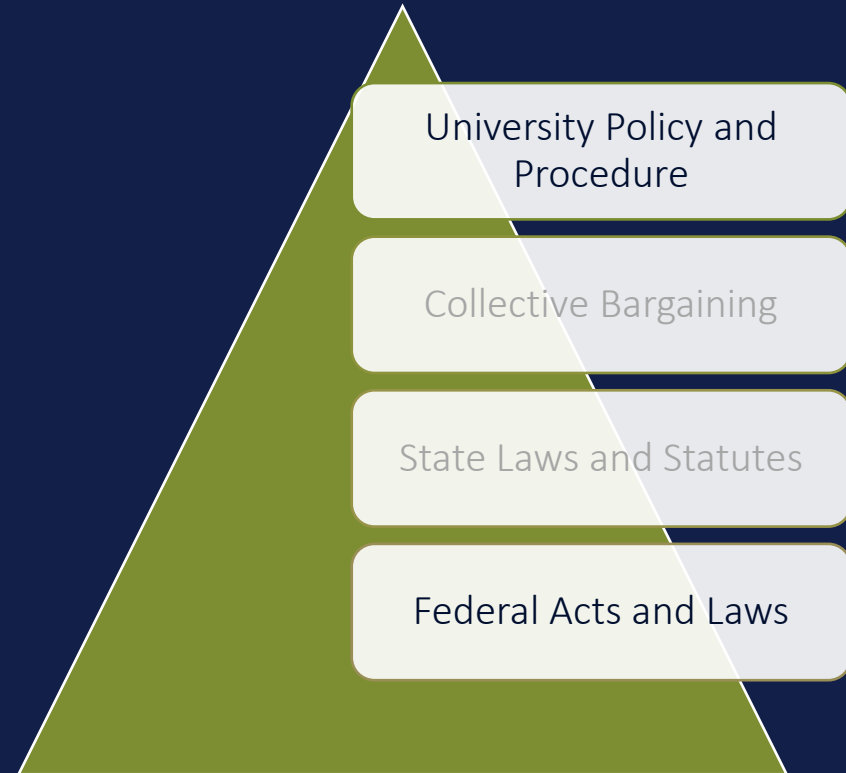 University Policy and
Procedure
Collective Bargaining
State Laws and Statutes
Federal Acts and Laws